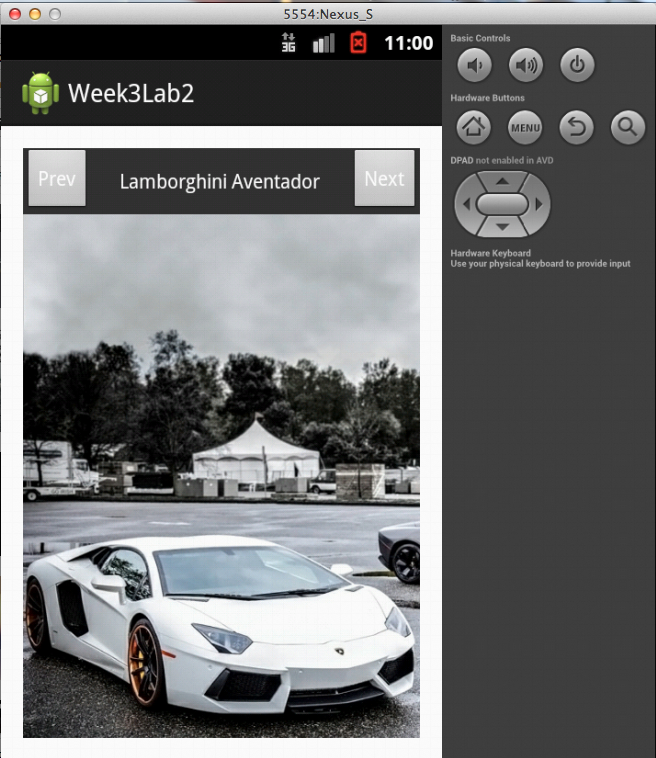 5554:Nexus_S
3G 11:00
Week3Lab2
Prev Lamborghini Aventador Next
Basic Controls
Hardware Buttons
MENU
DPAD not enabled in AVD
Hardware Keyboard
Use your physical keyboard to provide input